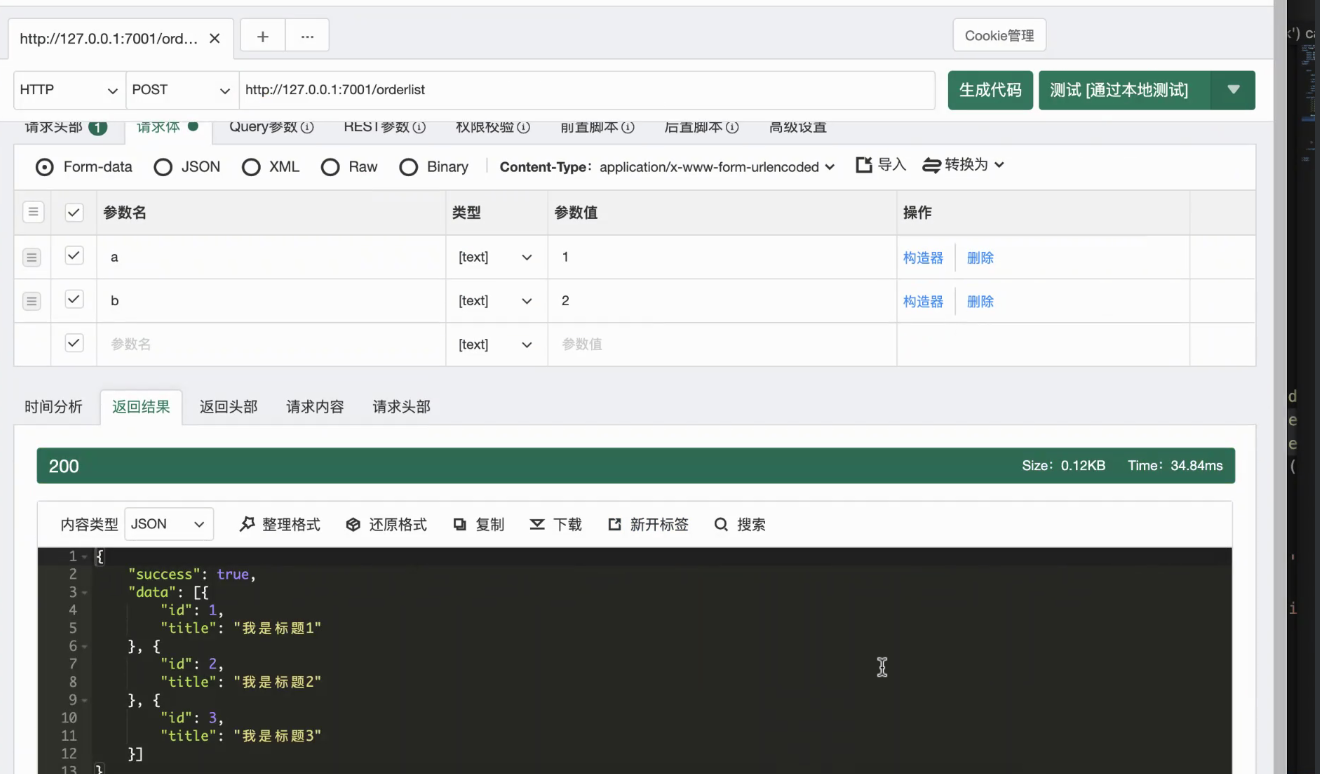 http://127.0.0.1:7001/ord... × + ... Cookie管理
HTTP POST http://127.0.0.1:7001/orderlist 生成代码 测试 [通过本地测试]
请求头部 1 请求体 Query参数 REST参数 权限校验 前置脚本 后置脚本 高级设置
Form-data JSON XML Raw Binary Content-Type: application/x-www-form-urlencoded 导入 转换为
参数名 类型 参数值 操作
a [text] 1 构造器 删除
b [text] 2 构造器 删除
参数名 [text] 参数值
时间分析 返回结果 返回头部 请求内容 请求头部
200 Size: 0.12KB Time: 34.84ms
内容类型 JSON 整理格式 还原格式 复制 下载 新开标签 搜索
1 {
2 "success": true,
3 "data": [{
4 "id": 1,
5 "title": "我是标题1"
6 }, {
7 "id": 2,
8 "title": "我是标题2"
9 }, {
10 "id": 3,
11 "title": "我是标题3"
12 }]
13 }